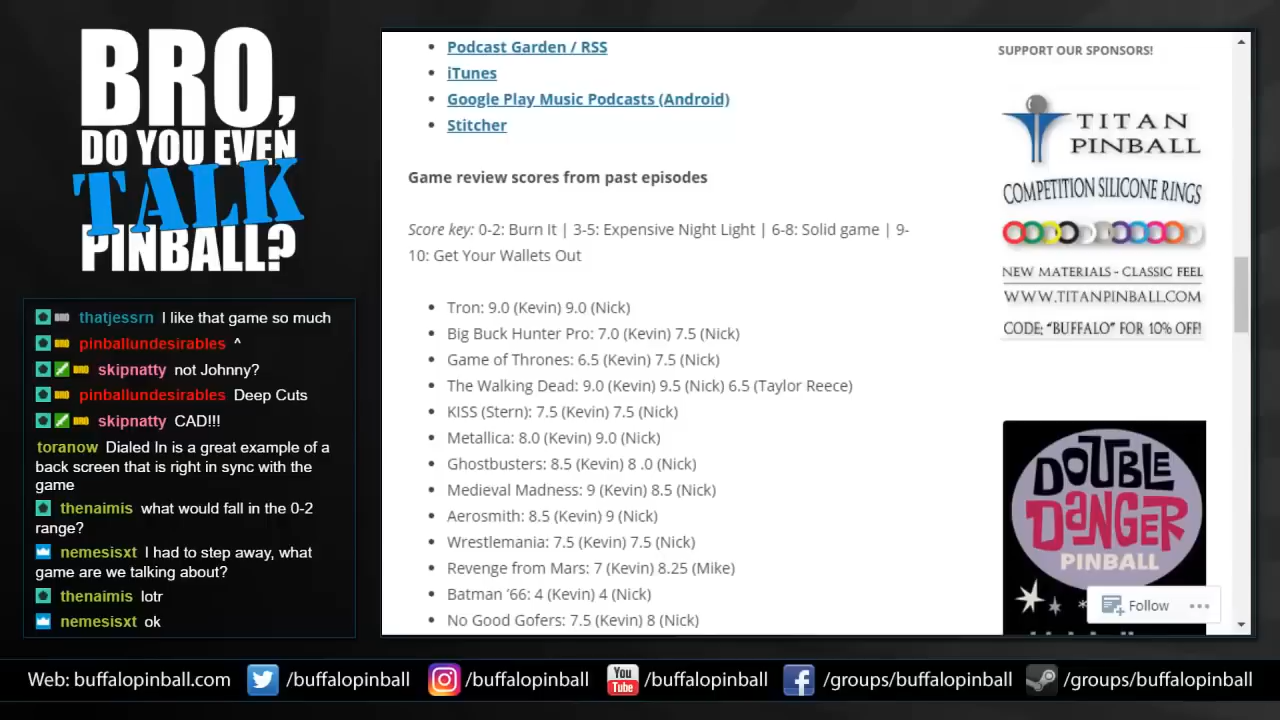 BRO,
DO YOU EVEN
TALK
PINBALL?
thatjessrn I like that game so much
pinballundesirables ^
skipnatty not Johnny?
pinballundesirables Deep Cuts
skipnatty CAD!!!
toranow Dialed In is a great example of a
back screen that is right in sync with the
game
thenaimis what would fall in the 0-2
range?
nemesisxt I had to step away, what
game are we talking about?
thenaimis lotr
nemesisxt ok
Podcast Garden / RSS
iTunes
Google Play Music Podcasts (Android)
Stitcher
Game review scores from past episodes
Score key: 0-2: Burn It | 3-5: Expensive Night Light | 6-8: Solid game | 9-
10: Get Your Wallets Out
Tron: 9.0 (Kevin) 9.0 (Nick)
Big Buck Hunter Pro: 7.0 (Kevin) 7.5 (Nick)
Game of Thrones: 6.5 (Kevin) 7.5 (Nick)
The Walking Dead: 9.0 (Kevin) 9.5 (Nick) 6.5 (Taylor Reece)
KISS (Stern): 7.5 (Kevin) 7.5 (Nick)
Metallica: 8.0 (Kevin) 9.0 (Nick)
Ghostbusters: 8.5 (Kevin) 8 .0 (Nick)
Medieval Madness: 9 (Kevin) 8.5 (Nick)
Aerosmith: 8.5 (Kevin) 9 (Nick)
Wrestlemania: 7.5 (Kevin) 7.5 (Nick)
Revenge from Mars: 7 (Kevin) 8.25 (Mike)
Batman ‘66: 4 (Kevin) 4 (Nick)
No Good Gofers: 7.5 (Kevin) 8 (Nick)
SUPPORT OUR SPONSORS!
TITAN
PINBALL
COMPETITION SILICONE RINGS
NEW MATERIALS - CLASSIC FEEL
WWW.TITANPINBALL.COM
CODE: "BUFFALO" FOR 10% OFF!
DOUBLE
DANGER
PINBALL
Follow
Web: buffalopinball.com /buffalopinball /buffalopinball You Tube /buffalopinball /groups/buffalopinball /groups/buffalopinball